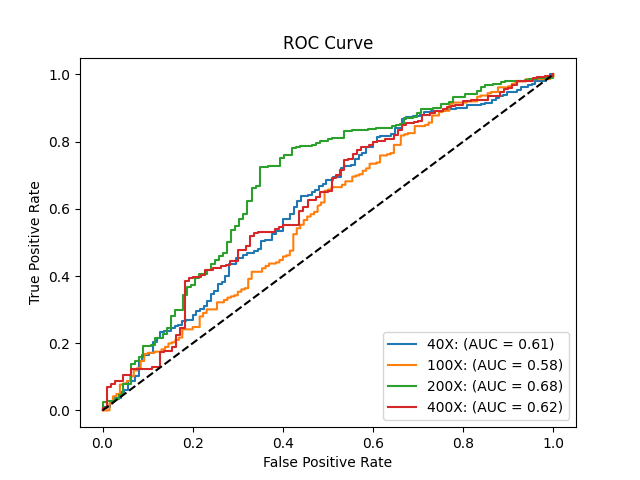 ROC Curve
True Positive Rate
1.0
0.8
0.6
0.4
0.2
0.0
0.0 0.2 0.4 0.6 0.8 1.0
False Positive Rate
40X: (AUC = 0.61)
100X: (AUC = 0.58)
200X: (AUC = 0.68)
400X: (AUC = 0.62)